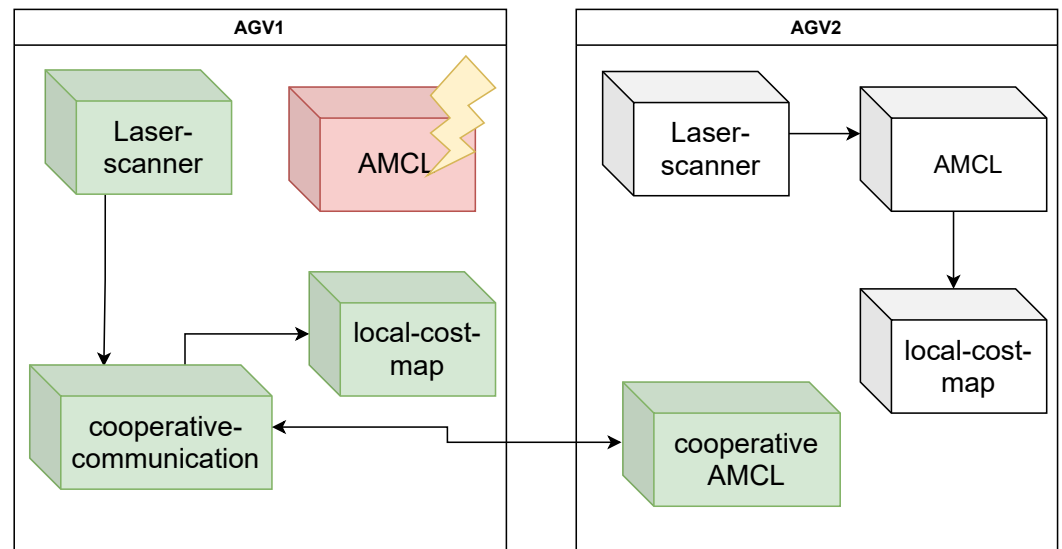 AGV1
Laser-
scanner
AMCL
local-cost-
map
cooperative-
communication
AGV2
Laser-
scanner
AMCL
local-cost-
map
cooperative
AMCL